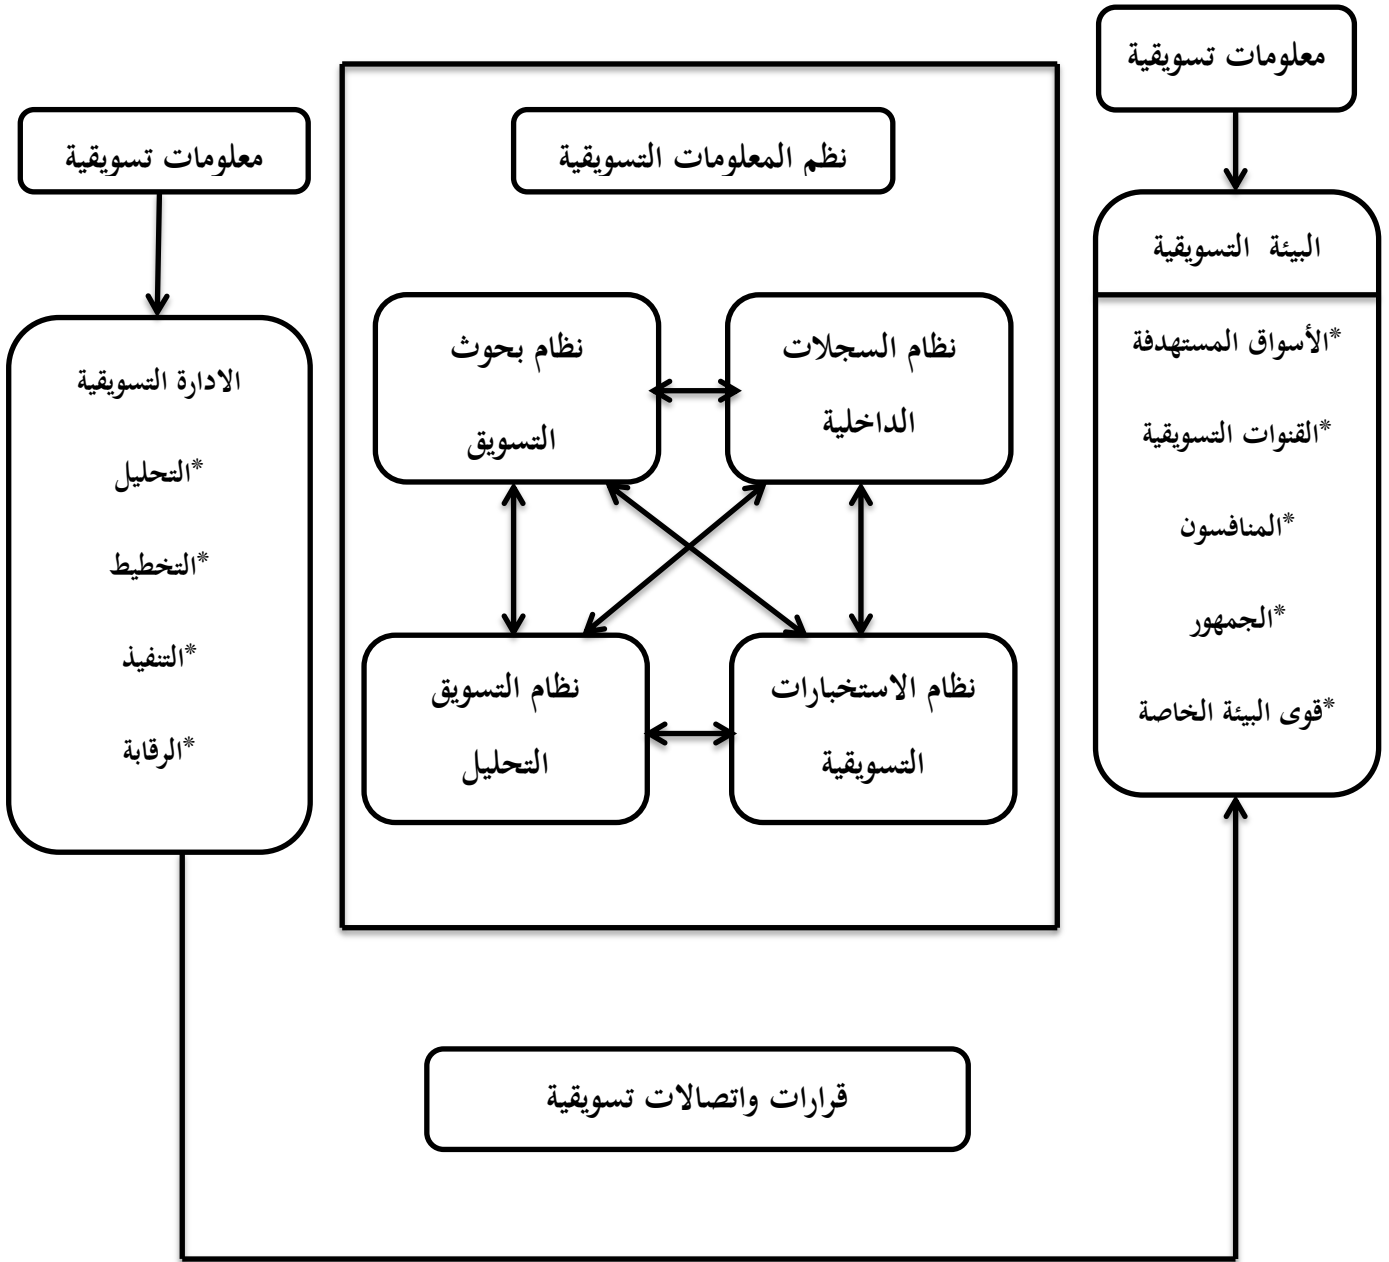 معلومات تسويقية
البيئة التسويقية
*الأسواق المستهدفة
*القنوات التسويقية
*المنافسون
*الجمهور
*قوى البيئة الخاصة
نظم المعلومات التسويقية
نظام السجلات
الداخلية
نظام بحوث
التسويق
نظام الاستخبارات
التسويقية
نظام التسويق
التحليل
معلومات تسويقية
الادارة التسويقية
*التحليل
*التخطيط
*التنفيذ
*الرقابة
قرارات واتصالات تسويقية